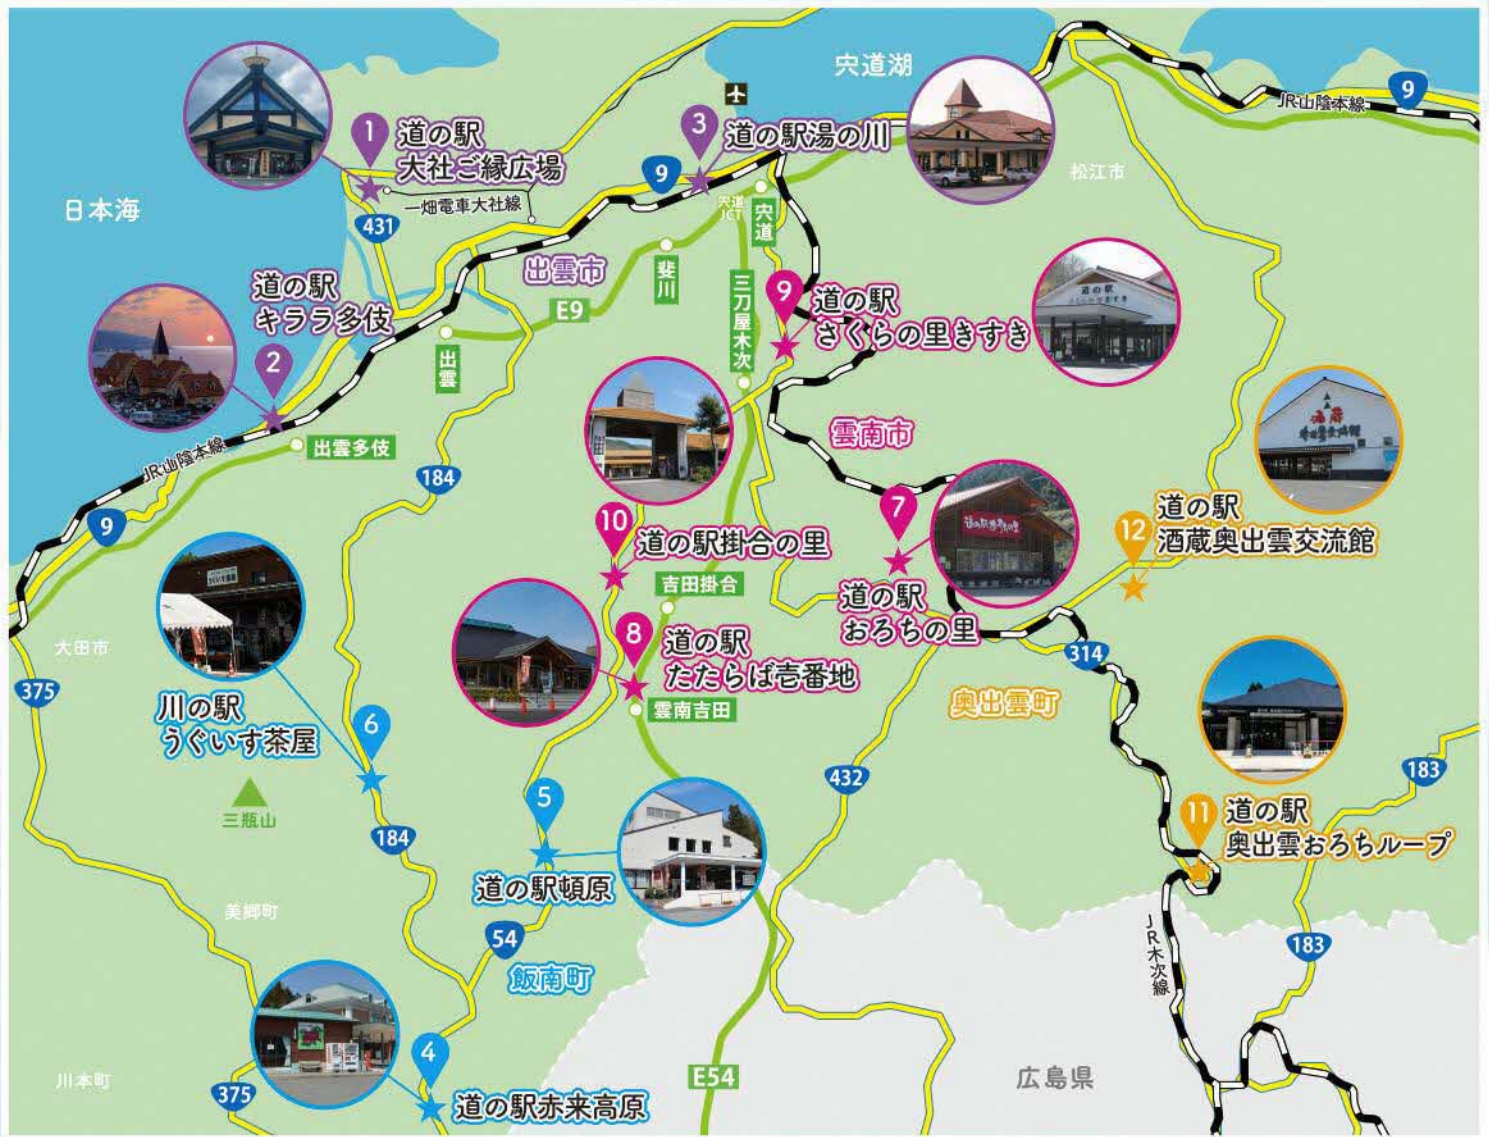 宍道湖
9
JR山陰本線
1
道の駅
大社ご縁広場
3
道の駅湯の川
9
松江市
日本海
一畑電車大社線
431
宍道
JCT
宍道
出雲市
斐川
道の駅
キララ多伎
2
E9
三刀屋木次
9
道の駅
さくらの里きすき
道の駅
さくらの里きすき
出雲
雲南市
JR山陰本線
出雲多伎
184
9
10
道の駅掛合の里
7
12
道の駅
酒蔵奥出雲交流館
吉田掛合
道の駅
おろちの里
8
道の駅
たたらば壱番地
大田市
375
314
川の駅
うぐいす茶屋
6
雲南吉田
奥出雲町
432
183
三瓶山
184
5
道の駅頓原
11
道の駅
奥出雲おろちループ
美郷町
54
飯南町
JR木次線
183
4
道の駅赤来高原
川本町
375
E54
広島県